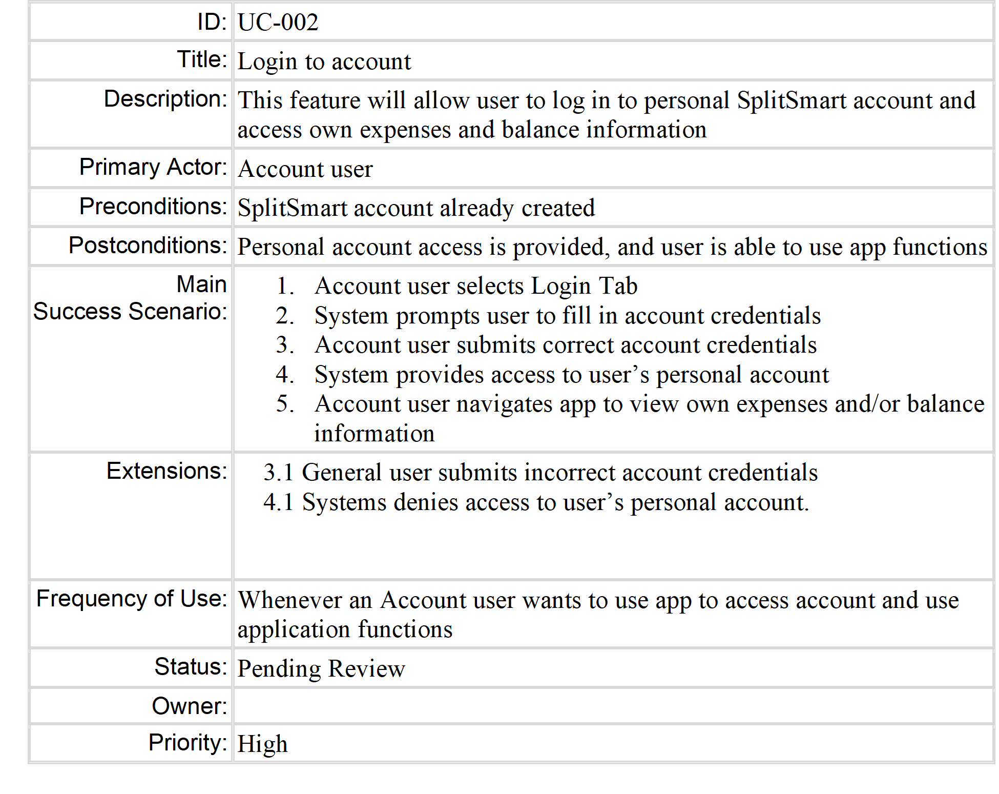 ID: UC-002
Title: Login to account
Description: This feature will allow user to log in to personal SplitSmart account and
access own expenses and balance information
Primary Actor: Account user
Preconditions: SplitSmart account already created
Postconditions: Personal account access is provided, and user is able to use app functions
Main
Success Scenario:
1. Account user selects Login Tab
2. System prompts user to fill in account credentials
3. Account user submits correct account credentials
4. System provides access to user’s personal account
5. Account user navigates app to view own expenses and/or balance
information
Extensions:
3.1 General user submits incorrect account credentials
4.1 Systems denies access to user’s personal account.
Frequency of Use: Whenever an Account user wants to use app to access account and use
application functions
Status: Pending Review
Owner:
Priority: High